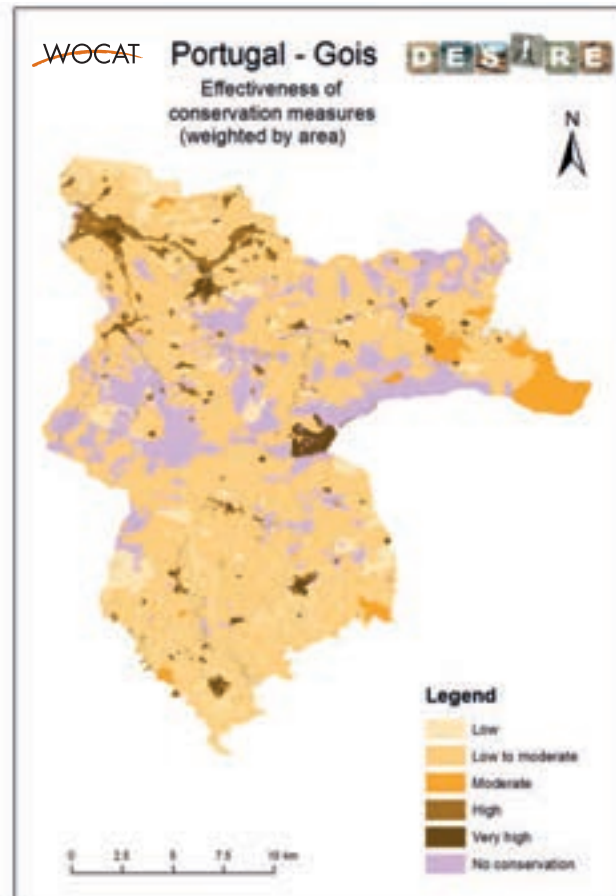 WOCAT
Portugal - Gois
DESIRE
Effectiveness of
conservation measures
(weighted by area)
N
Legend
Low
Low to moderate
Moderate
High
Very high
No conservation
0 2.5 5 7.5 10 km